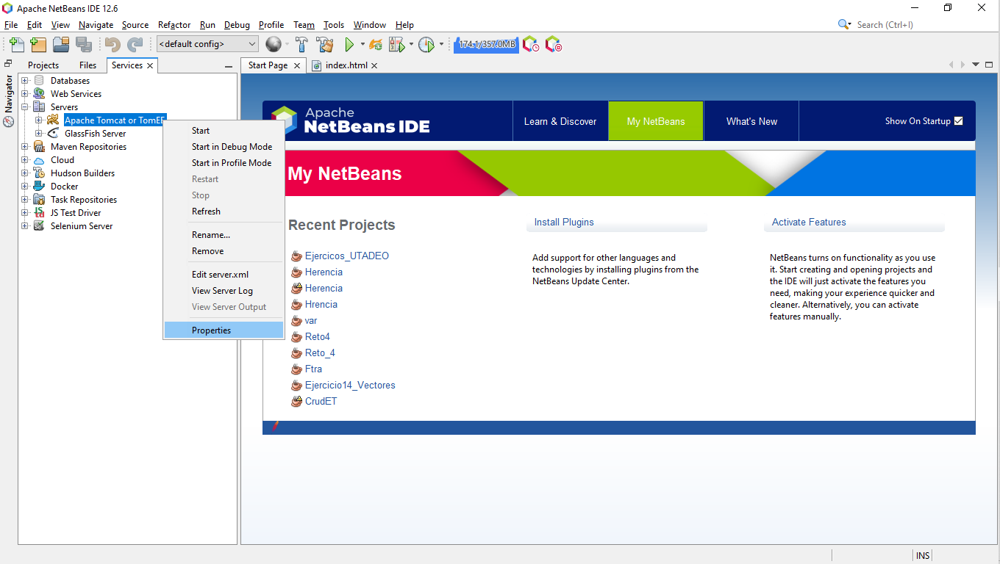 Apache NetBeans IDE 12.6
File Edit View Navigate Source Refactor Run Debug Profile Team Tools Window Help
Search (Ctrl+I)
<default config>
174.1/357.0MB
Projects Files Services
Start Page index.html
Navigator
Databases
Web Services
Servers
Apache Tomcat or TomEE
GlassFish Server
Maven Repositories
Cloud
Hudson Builders
Docker
Task Repositories
JS Test Driver
Selenium Server
Start
Start in Debug Mode
Start in Profile Mode
Restart
Stop
Refresh
Rename...
Remove
Edit server.xml
View Server Log
View Server Output
Properties
Apache
NetBeans IDE
Learn & Discover
My NetBeans
What's New
Show On Startup
My NetBeans
Recent Projects
Ejercicos_UTADEO
Herencia
Herencia
Hrencia
var
Reto4
Reto_4
Ftra
Ejercicio14_Vectores
CrudET
Install Plugins
Add support for other languages and
technologies by installing plugins from the
NetBeans Update Center.
Activate Features
NetBeans turns on functionality as you use
it. Start creating and opening projects and
the IDE will just activate the features you
need, making your experience quicker and
cleaner. Alternatively, you can activate
features manually.
INS